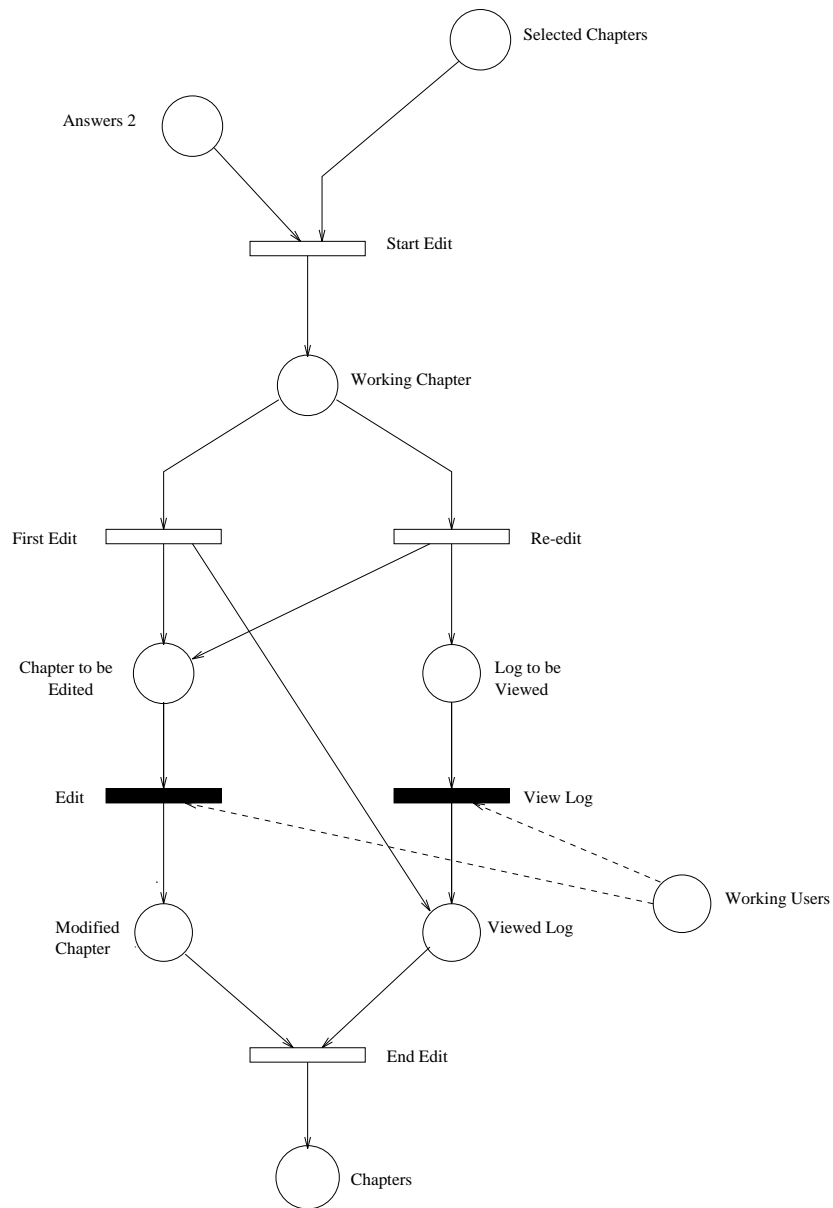 Selected Chapters
Answers 2
Start Edit
Working Chapter
First Edit
Re-edit
Chapter to be
Edited
Log to be
Viewed
Edit
View Log
Working Users
Modified
Chapter
Viewed Log
End Edit
Chapters